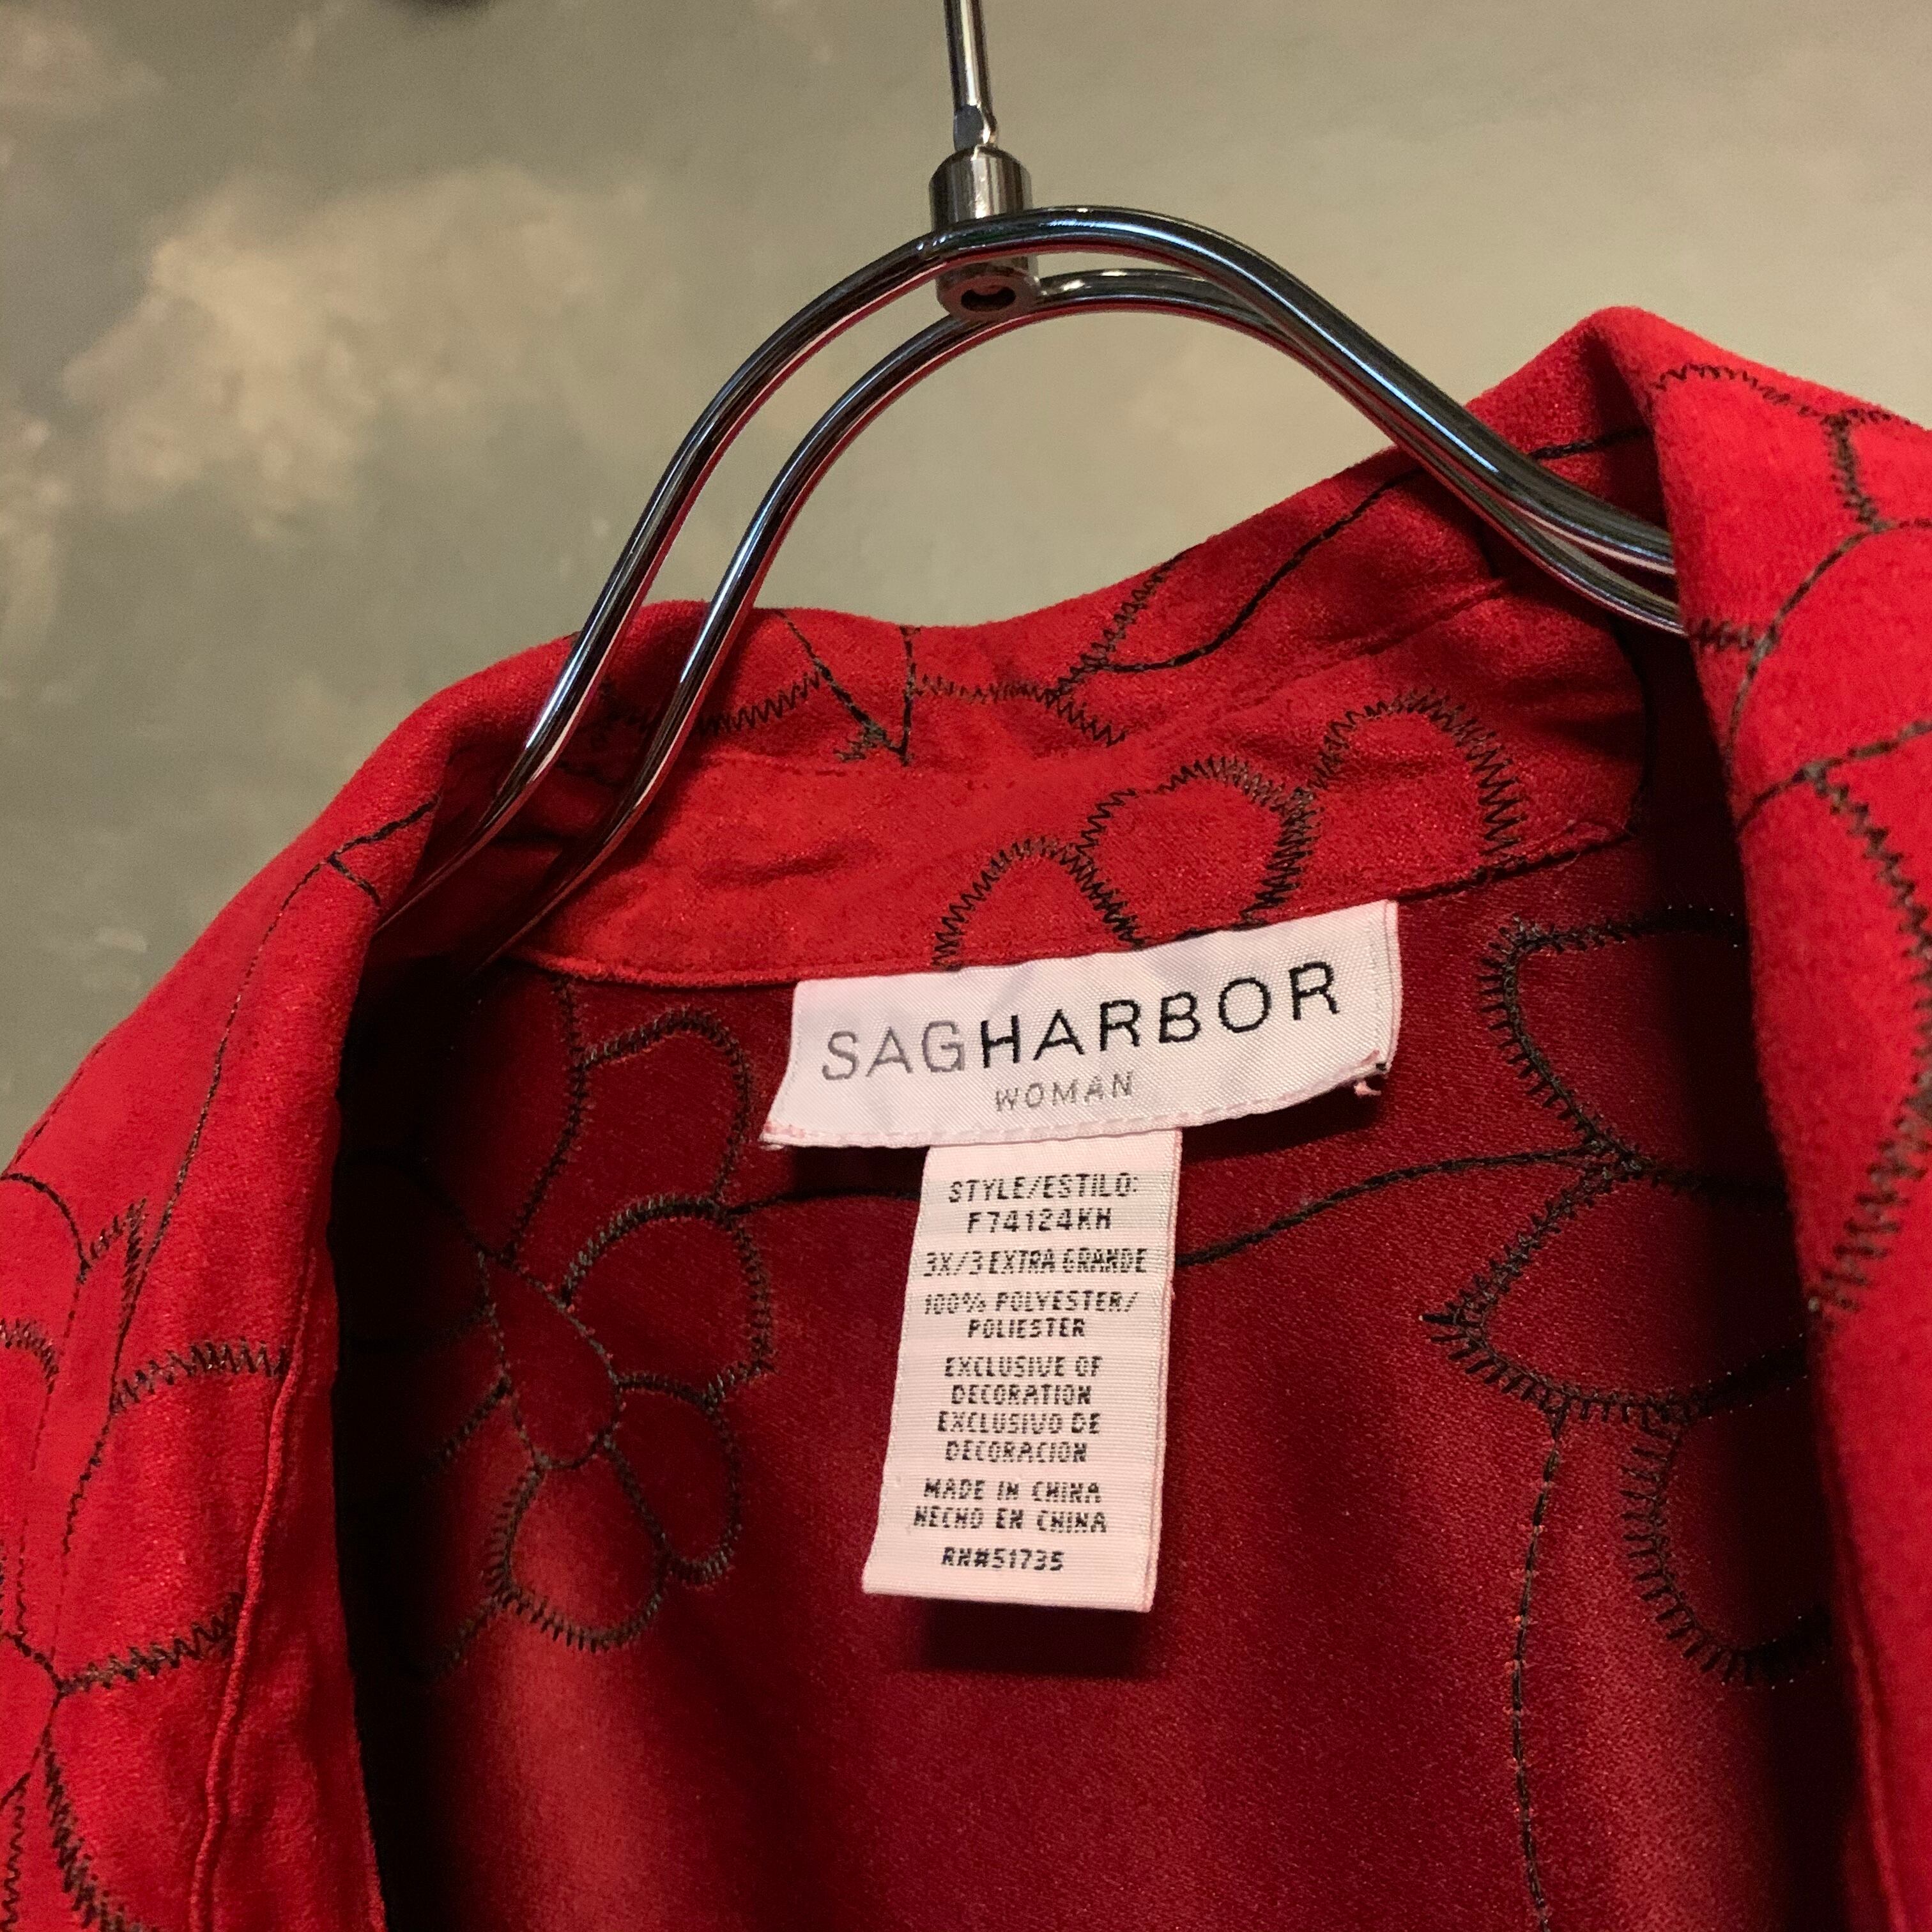 SAGHARBOR
WOMAN
STYLE/ESTILO:
F74124KH
3X/3 EXTRA GRANDE
100% POLYESTER/
POLIESTER
EXCLUSIVE OF
DECORATION
EXCLUSIVO DE
DECORACION
MADE IN CHINA
HECHO EN CHINA
RN#51735